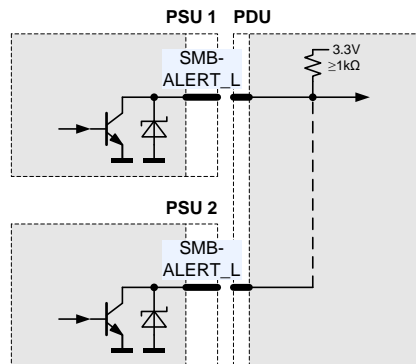 PSU 1 PDU
3.3V
≥1kΩ
SMB-
ALERT_L
PSU 2
SMB-
ALERT_L